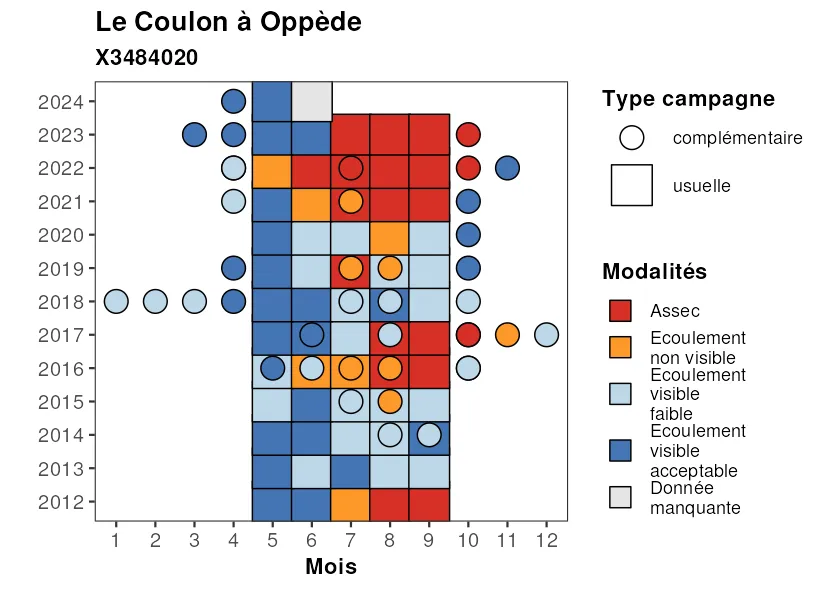 Le Coulon à Oppède
X3484020
2024
2023
2022
2021
2020
2019
2018
2017
2016
2015
2014
2013
2012
1 2 3 4 5 6 7 8 9 10 11 12
Mois
Type campagne
complémentaire
usuelle
Modalités
Assec
Ecoulement
non visible
Ecoulement
visible
faible
Ecoulement
visible
acceptable
Donnée
manquante